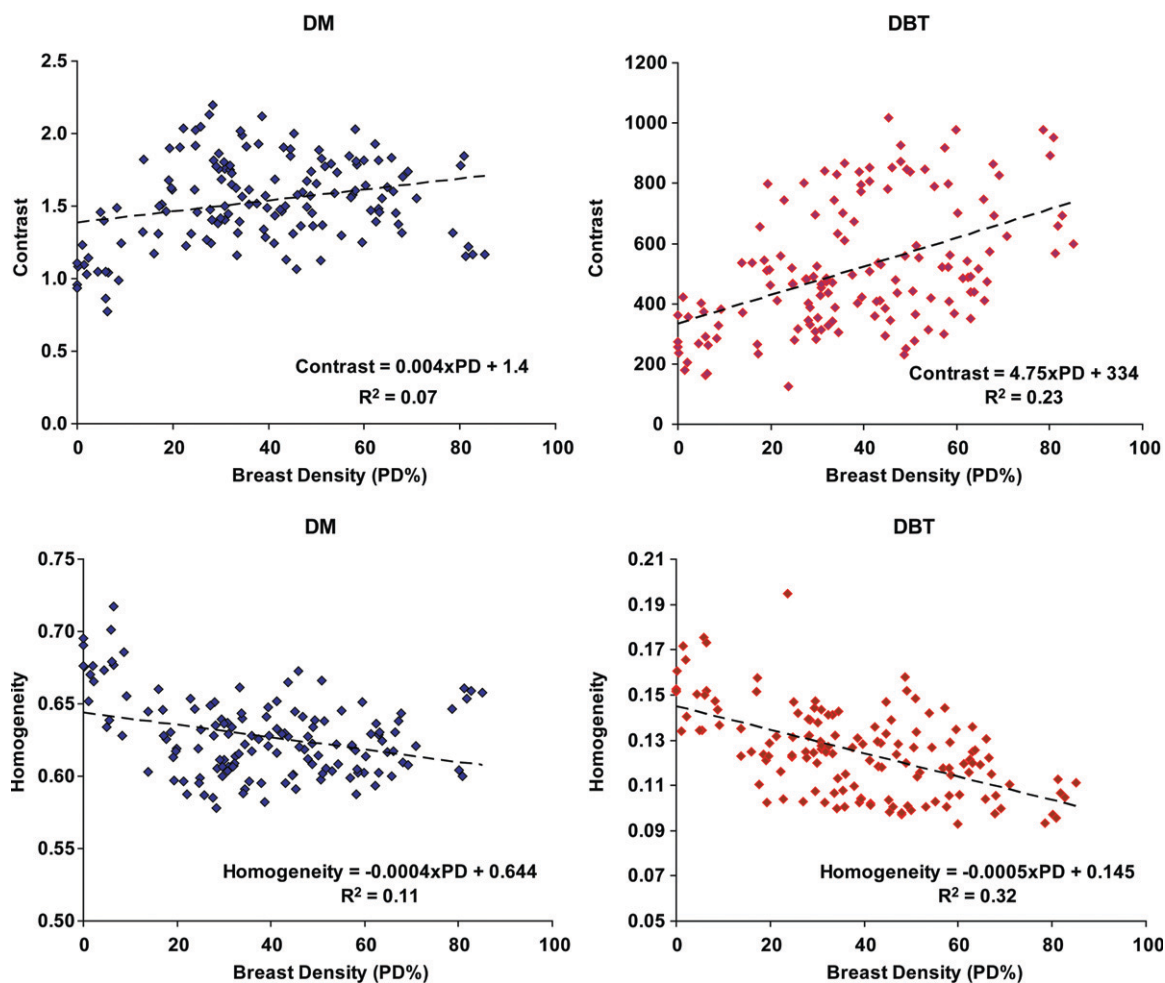 DM
2.5
2.0
1.5
1.0
0.5
0.0
Contrast
Contrast = 0.004xPD + 1.4
R² = 0.07
0 20 40 60 80 100
Breast Density (PD%)
DBT
1200
1000
800
600
400
200
0
Contrast
Contrast = 4.75xPD + 334
R² = 0.23
0 20 40 60 80 100
Breast Density (PD%)
DM
0.75
0.70
0.65
0.60
0.55
0.50
Homogeneity
Homogeneity = -0.0004xPD + 0.644
R² = 0.11
0 20 40 60 80 100
Breast Density (PD%)
DBT
0.21
0.19
0.17
0.15
0.13
0.11
0.09
0.07
0.05
Homogeneity
Homogeneity = -0.0005xPD + 0.145
R² = 0.32
0 20 40 60 80 100
Breast Density (PD%)